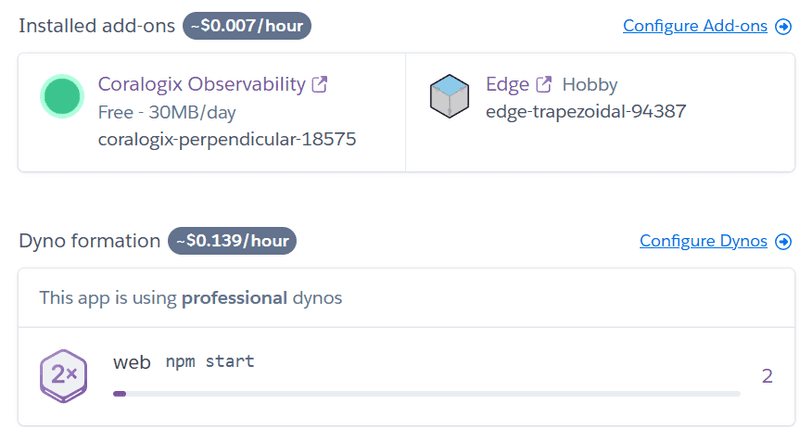 Installed add-ons ~$0.007/hour Configure Add-ons
Coralogix Observability
Free - 30MB/day
coralogix-perpendicular-18575
Edge Hobby
edge-trapezoidal-94387
Dyno formation ~$0.139/hour Configure Dynos
This app is using professional dynos
2× web npm start 2